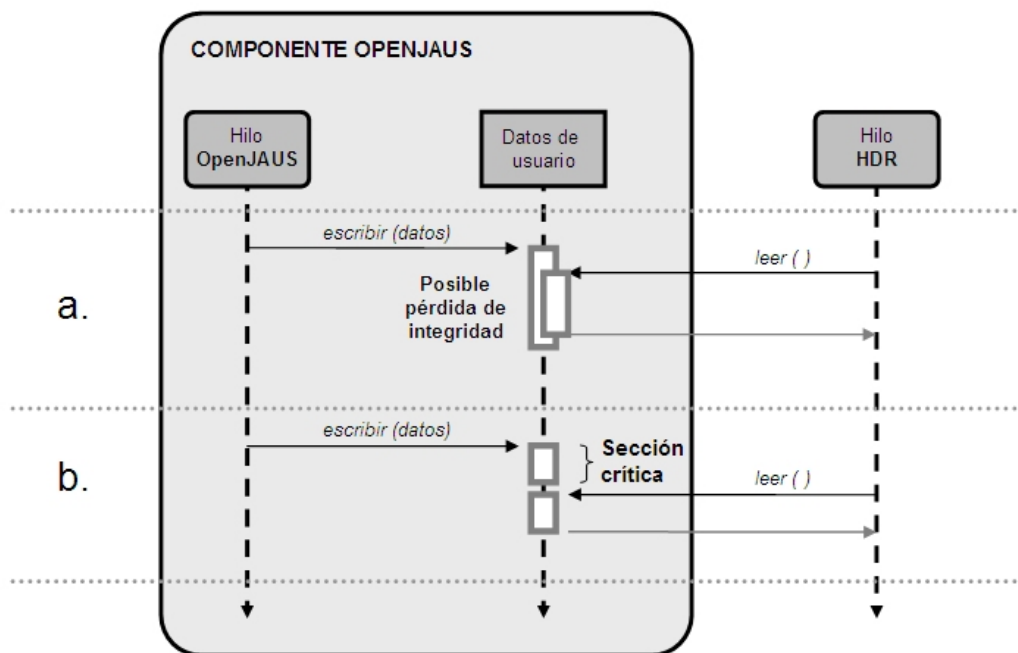 COMPONENTE OPENJAUS
Hilo
OpenJAUS
Datos de
usuario
Hilo
HDR
a.
escribir (datos)
leer ( )
Posible
pérdida de
integridad
b.
escribir (datos)
Sección
crítica
leer ( )